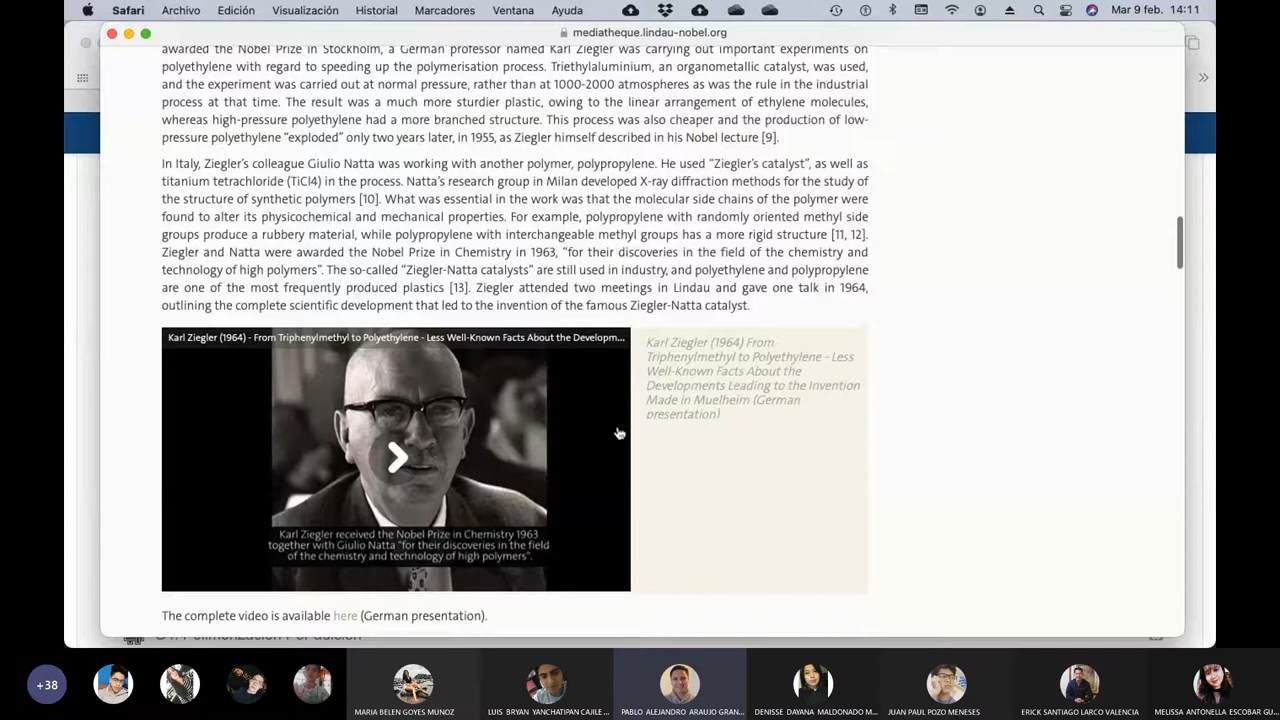 Safari Archivo Edición Visualización Historial Marcadores Ventana Ayuda Mar 9 feb. 14:11
mediatheque.lindau-nobel.org
awarded the Nobel Prize in Stockholm, a German professor named Karl Ziegler was carrying out important experiments on
polyethylene with regard to speeding up the polymerisation process. Triethylaluminium, an organometallic catalyst, was used,
and the experiment was carried out at normal pressure, rather than at 1000-2000 atmospheres as was the rule in the industrial
process at that time. The result was a much more sturdier plastic, owing to the linear arrangement of ethylene molecules,
whereas high-pressure polyethylene had a more branched structure. This process was also cheaper and the production of low-
pressure polyethylene “exploded” only two years later, in 1955, as Ziegler himself described in his Nobel lecture [9].
In Italy, Ziegler’s colleague Giulio Natta was working with another polymer, polypropylene. He used “Ziegler’s catalyst”, as well as
titanium tetrachloride (TiCl4) in the process. Natta’s research group in Milan developed X-ray diffraction methods for the study of
the structure of synthetic polymers [10]. What was essential in the work was that the molecular side chains of the polymer were
found to alter its physicochemical and mechanical properties. For example, polypropylene with randomly oriented methyl side
groups produce a rubbery material, while polypropylene with interchangeable methyl groups has a more rigid structure [11, 12].
Ziegler and Natta were awarded the Nobel Prize in Chemistry in 1963, “for their discoveries in the field of the chemistry and
technology of high polymers”. The so-called “Ziegler-Natta catalysts” are still used in industry, and polyethylene and polypropylene
are one of the most frequently produced plastics [13]. Ziegler attended two meetings in Lindau and gave one talk in 1964,
outlining the complete scientific development that led to the invention of the famous Ziegler-Natta catalyst.
Karl Ziegler (1964) - From Triphenylmethyl to Polyethylene - Less Well-Known Facts About the Developm...
Karl Ziegler received the Nobel Prize in Chemistry 1963
together with Giulio Natta “for their discoveries in the field
of the chemistry and technology of high polymers”.
Karl Ziegler (1964) From
Triphenylmethyl to Polyethylene - Less
Well-Known Facts About the
Developments Leading to the Invention
Made in Muelheim (German
presentation)
The complete video is available here (German presentation).
+38
MARIA BELEN GOYES MUNOZ
LUIS BRYAN YANCHATIPAN CAJILE ...
PABLO ALEJANDRO ARAUJO GRAN...
DENISSE DAYANA MALDONADO M...
JUAN PAUL POZO MENESES
ERICK SANTIAGO LARCO VALENCIA
MELISSA ANTONELLA ESCOBAR GU...